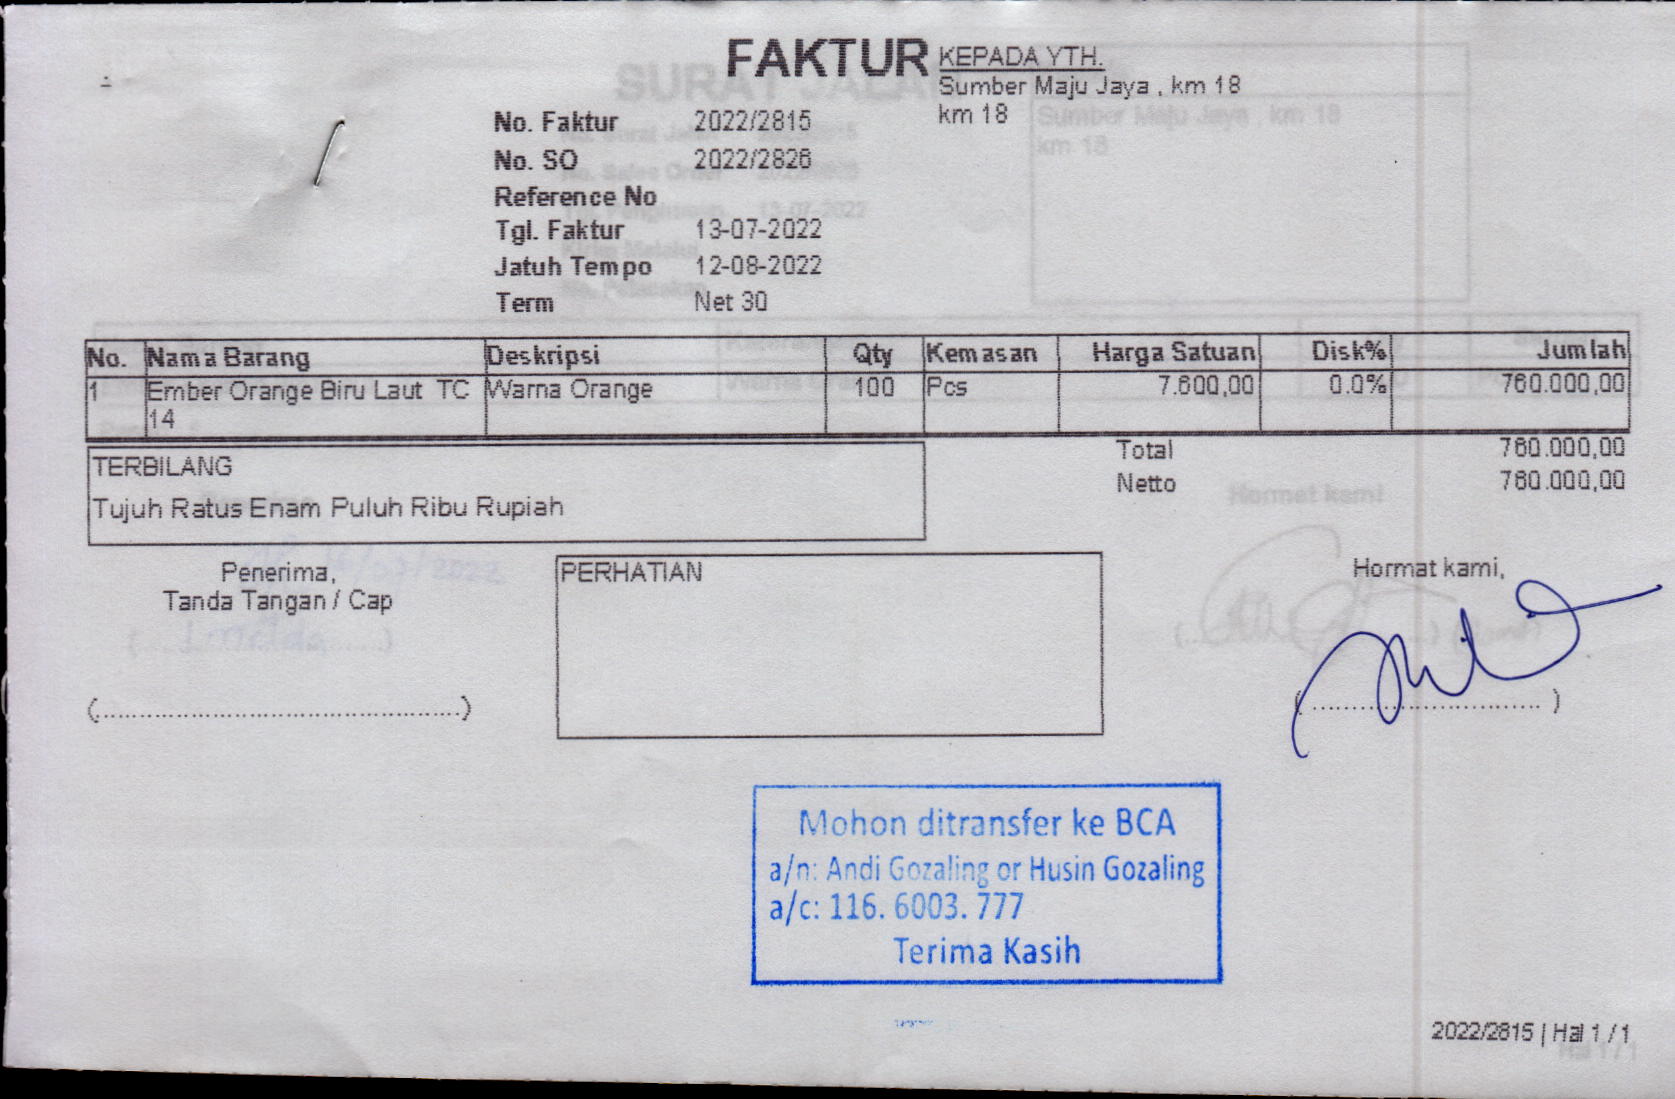 FAKTUR
KEPADA YTH.
Sumber Maju Jaya , km 18
km 18
No. Faktur 2022/2815
No. SO 2022/2826
Reference No
Tgl. Faktur 13-07-2022
Jatuh Tempo 12-08-2022
Term Net 30
No. Nama Barang Deskripsi Qty Kemasan Harga Satuan Disk% Jumlah
1 Ember Orange Biru Laut TC 14 Warna Orange 100 Pcs 7.600,00 0.0% 760.000,00
Total 760.000,00
Netto 760.000,00
TERBILANG
Tujuh Ratus Enam Puluh Ribu Rupiah
Penerima,
Tanda Tangan / Cap
(................................................)
PERHATIAN
Hormat kami,
(.............................)
Mohon ditransfer ke BCA
a/n: Andi Gozaling or Husin Gozaling
a/c: 116. 6003. 777
Terima Kasih
2022/2815 | Hal 1 / 1